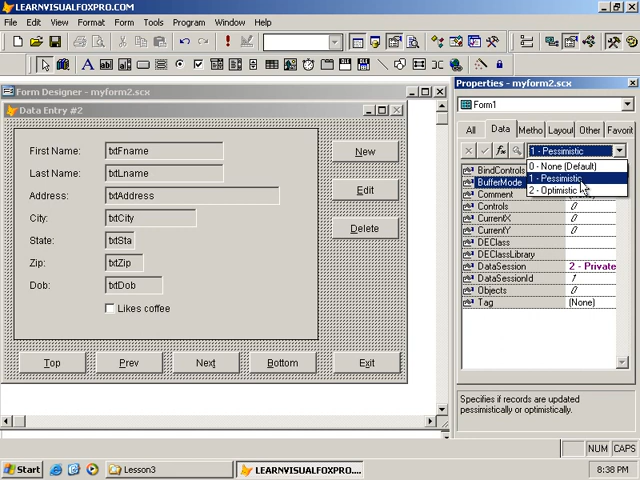 LEARNVISUALFOXPRO.COM
File Edit View Format Form Tools Program Window Help
Form Designer - myform2.scx
Data Entry #2
First Name: txtFname
Last Name: txtLname
Address: txtAddress
City: txtCity
State: txtSta
Zip: txtZip
Dob: txtDob
Likes coffee
New
Edit
Delete
Top Prev Next Bottom Exit
Properties - myform2.scx
Form1
All Data Metho Layout Other Favorit
1 - Pessimistic
0 - None (Default)
1 - Pessimistic
2 - Optimistic
BindControls
BufferMode
Comment
Controls 0
CurrentX 0
CurrentY 0
DEClass
DEClassLibrary
DataSession 2 - Private
DataSessionId 1
Objects 0
Tag (None)
Specifies if records are updated
pessimistically or optimistically.
NUM CAPS
Start Lesson3 LEARNVISUALFOXPRO.... 8:38 PM